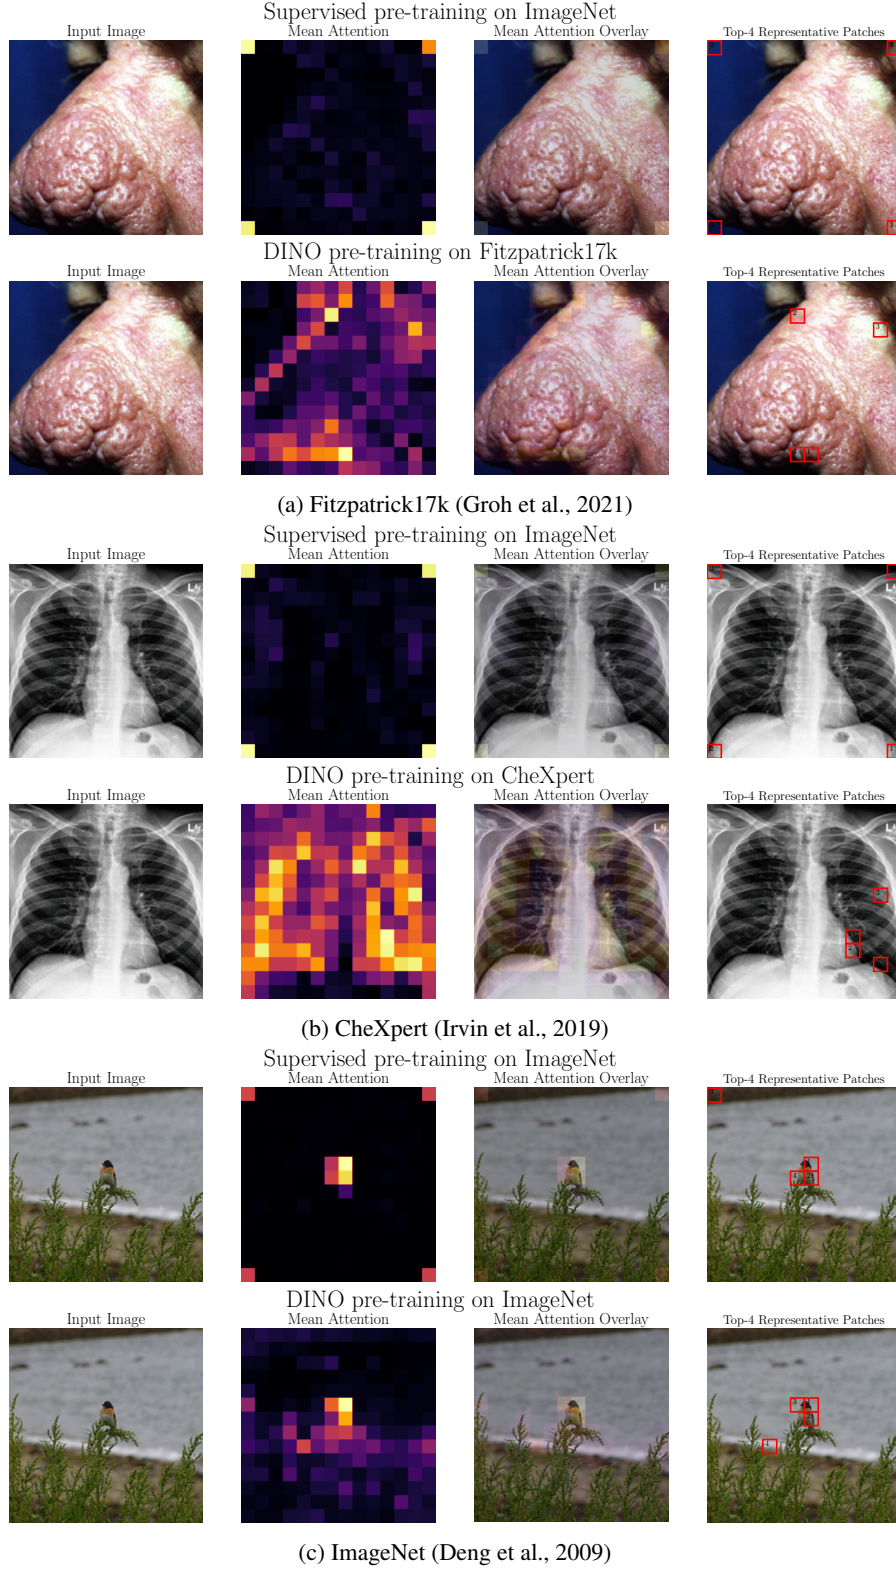 Supervised pre-training on ImageNet
Input Image Mean Attention Mean Attention Overlay Top-4 Representative Patches
DINO pre-training on Fitzpatrick17k
Input Image Mean Attention Mean Attention Overlay Top-4 Representative Patches
2
3
(a) Fitzpatrick17k (Groh et al., 2021)
Supervised pre-training on ImageNet
Input Image Mean Attention Mean Attention Overlay Top-4 Representative Patches
DINO pre-training on CheXpert
Input Image Mean Attention Mean Attention Overlay Top-4 Representative Patches
(b) CheXpert (Irvin et al., 2019)
Supervised pre-training on ImageNet
Input Image Mean Attention Mean Attention Overlay Top-4 Representative Patches
DINO pre-training on ImageNet
Input Image Mean Attention Mean Attention Overlay Top-4 Representative Patches
(c) ImageNet (Deng et al., 2009)